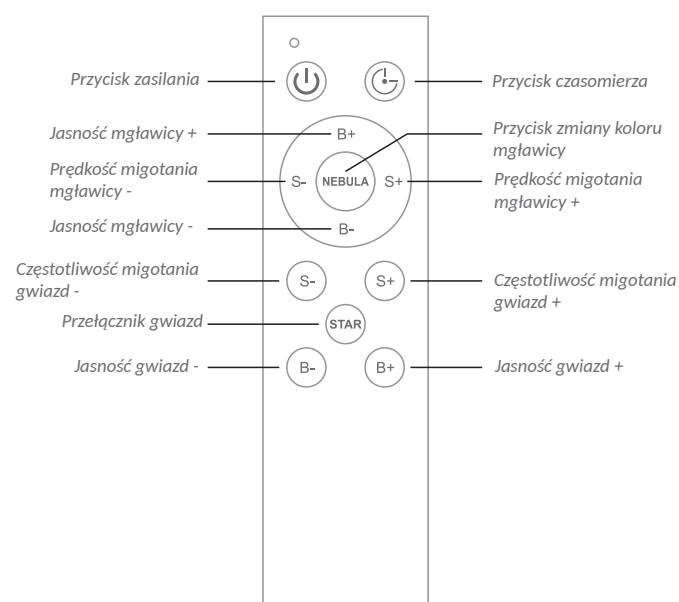 Przycisk zasilania
Przycisk czasomierza
Jasność mgławicy +
B+
Przycisk zmiany koloru
mgławicy
Prędkość migotania
mgławicy -
S-
NEBULA
S+
Prędkość migotania
mgławicy +
Jasność mgławicy -
B-
Częstotliwość migotania
gwiazd -
S-
S+
Częstotliwość migotania
gwiazd +
Przełącznik gwiazd
STAR
Jasność gwiazd -
B-
B+
Jasność gwiazd +